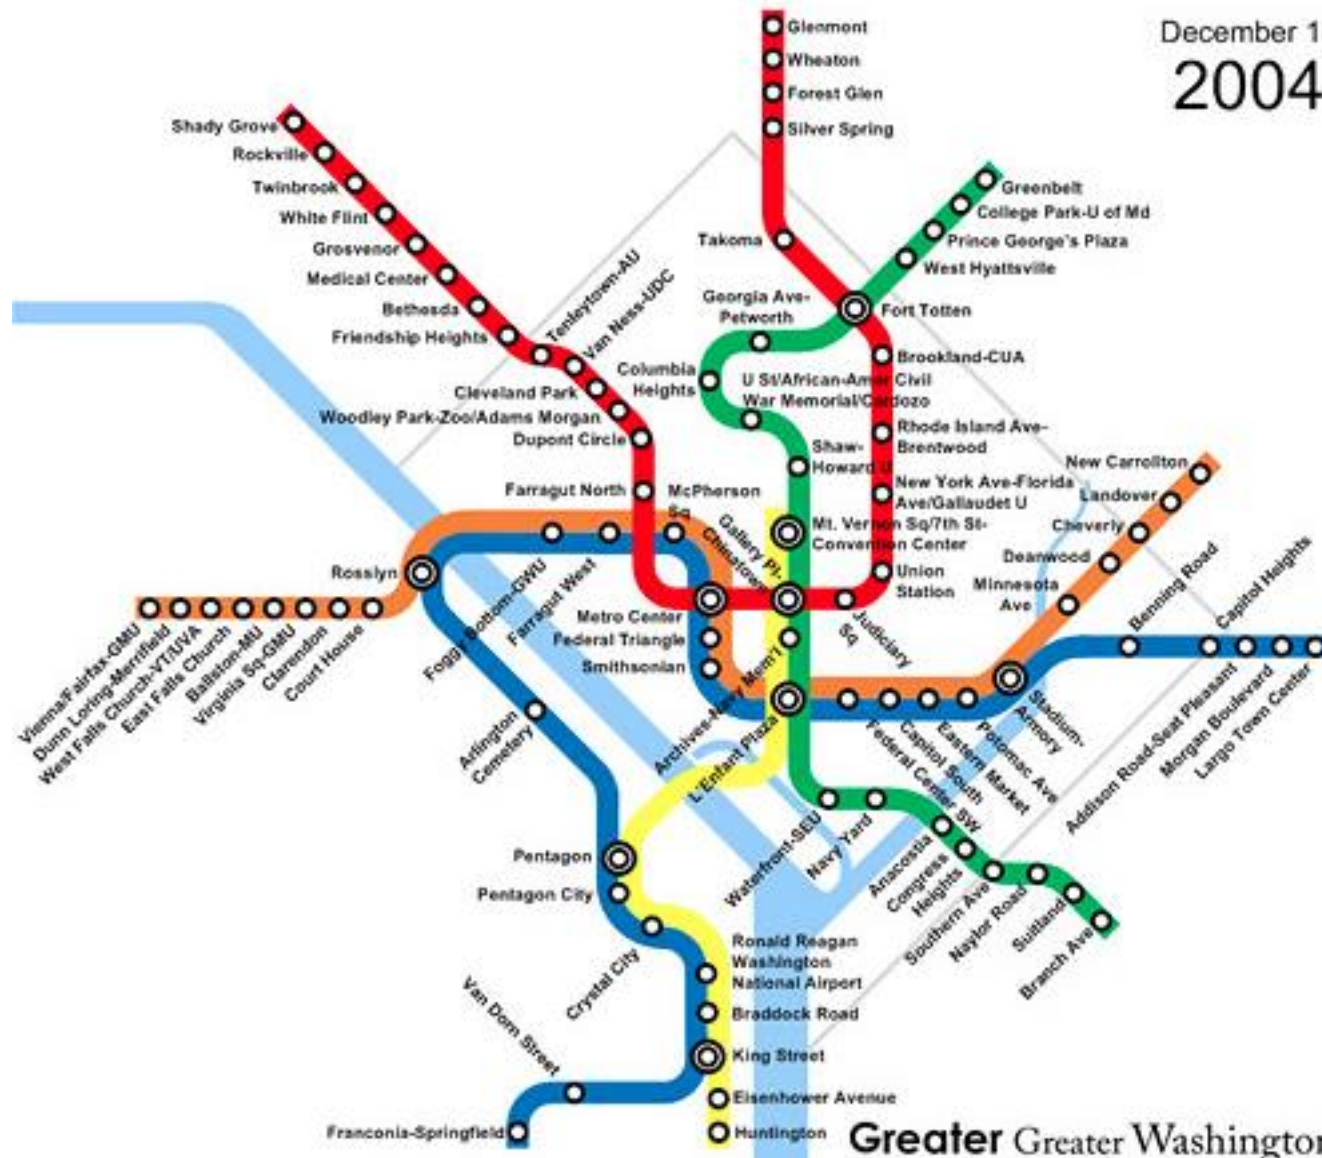 December 1
2004
Glenmont
Wheaton
Forest Glen
Silver Spring
Takoma
Shady Grove
Rockville
Twinbrook
White Flint
Grosvenor
Medical Center
Bethesda
Friendship Heights
Tenleytown-AU
Van Ness-UDC
Cleveland Park
Woodley Park-Zoo/Adams Morgan
Dupont Circle
Farragut North
Greenbelt
College Park-U of Md
Prince George's Plaza
West Hyattsville
Fort Totten
Georgia Ave-
Petworth
Columbia
Heights
U St/African-Amer Civil
War Memorial/Cardozo
Shaw-
Howard U
Brookland-CUA
Rhode Island Ave-
Brentwood
New York Ave-Florida
Ave/Gallaudet U
Mt. Vernon Sq/7th St-
Convention Center
Gallery Pl-
Chinatown
Union
Station
Judiciary
Sq
McPherson
Sq
Metro Center
Federal Triangle
Smithsonian
Rosslyn
Foggy Bottom-GWU
Farragut West
Vienna/Fairfax-GMU
Dunn Loring-Merrifield
West Falls Church-VT/UVA
East Falls Church
Ballston-MU
Virginia Sq-GMU
Clarendon
Court House
New Carrollton
Landover
Cheverly
Deanwood
Minnesota
Ave
Benning Road
Capitol Heights
Addison Road-Seat Pleasant
Morgan Boulevard
Largo Town Center
Stadium-
Armory
Potomac Ave
Eastern Market
Capitol South
Federal Center SW
Archives-Navy Mem'l
L'Enfant Plaza
Arlington
Cemetery
Pentagon
Pentagon City
Crystal City
Ronald Reagan
Washington
National Airport
Braddock Road
King Street
Eisenhower Avenue
Huntington
Van Dorn Street
Franconia-Springfield
Waterfront-SEU
Navy Yard
Anacostia
Congress
Heights
Southern Ave
Naylor Road
Suitland
Branch Ave
Greater Greater Washington